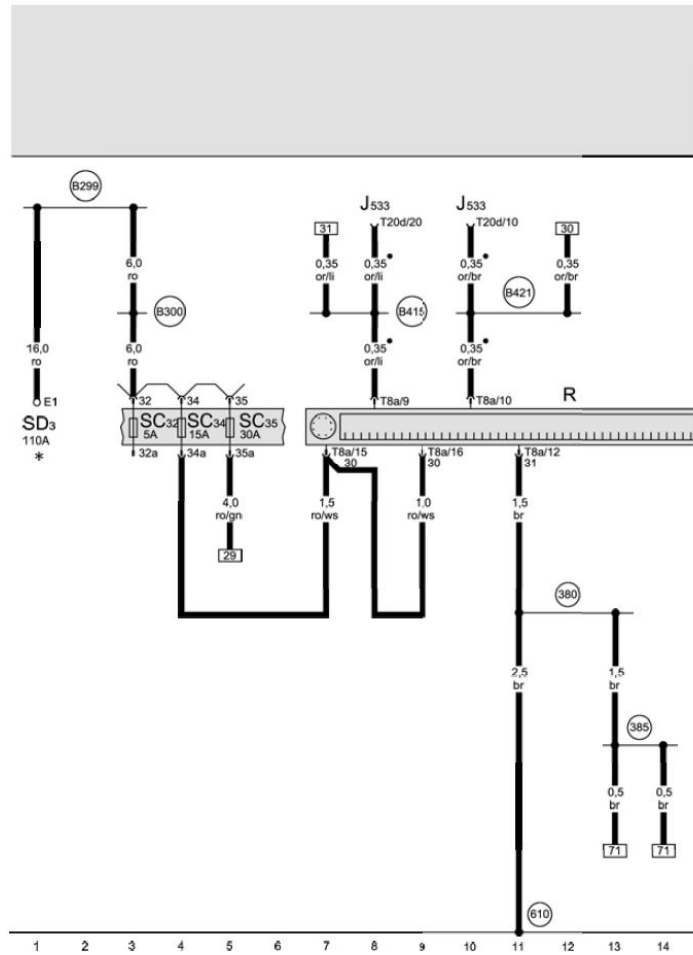 B299
J533 J533
31 T20d/20 T20d/10 30
6,0 ro 0,35 or/li 0,35 or/li 0,35 or/br 0,35 or/br
B421
B300 B415
16,0 ro 6,0 ro 0,35 or/li 0,35 or/br
E1 32 34 35 T8a/9 T8a/10 R
SD3 110A * SC32 5A SC34 15A SC35 30A
32a 34a 35a T8a/15 30 T8a/16 30 T8a/12 31
4,0 ro/gn 1,5 ro/ws 1,0 ro/ws 1,5 br
29
380
2,5 br 1,5 br
385
0,5 br 0,5 br
71 71
610
1 2 3 4 5 6 7 8 9 10 11 12 13 14